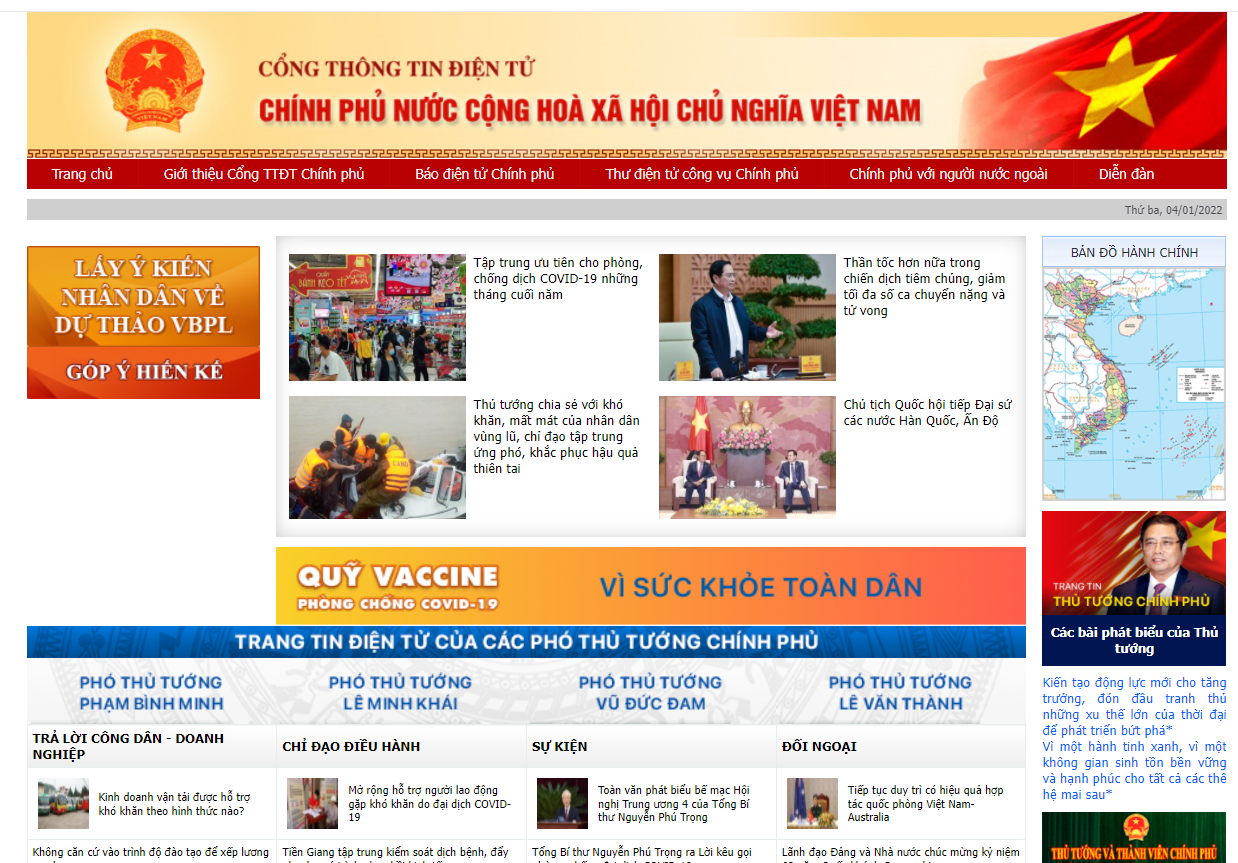 CỔNG THÔNG TIN ĐIỆN TỬ
CHÍNH PHỦ NƯỚC CỘNG HOÀ XÃ HỘI CHỦ NGHĨA VIỆT NAM
Trang chủ
Giới thiệu Cổng TTĐT Chính phủ
Báo điện tử Chính phủ
Thư điện tử công vụ Chính phủ
Chính phủ với người nước ngoài
Diễn đàn
Thứ ba, 04/01/2022
LẤY Ý KIẾN
NHÂN DÂN VỀ
DỰ THẢO VBPL
GÓP Ý HIẾN KẾ
Tập trung ưu tiên cho phòng,
chống dịch COVID-19 những
tháng cuối năm
Thần tốc hơn nữa trong
chiến dịch tiêm chủng, giảm
tối đa số ca chuyển nặng và
tử vong
Thủ tướng chia sẻ với khó
khăn, mất mát của nhân dân
vùng lũ, chỉ đạo tập trung
ứng phó, khắc phục hậu quả
thiên tai
Chủ tịch Quốc hội tiếp Đại sứ
các nước Hàn Quốc, Ấn Độ
BẢN ĐỒ HÀNH CHÍNH
QUỸ VACCINE
PHÒNG CHỐNG COVID-19
VÌ SỨC KHỎE TOÀN DÂN
TRANG TIN
THỦ TƯỚNG CHÍNH PHỦ
Các bài phát biểu của Thủ
tướng
Kiến tạo động lực mới cho tăng
trưởng, đón đầu tranh thủ
những xu thế lớn của thời đại
để phát triển bứt phá*
Vì một hành tinh xanh, vì một
không gian sinh tồn bền vững
và hạnh phúc cho tất cả các thế
hệ mai sau*
THỦ TƯỚNG VÀ THÀNH VIÊN CHÍNH PHỦ
TRANG TIN ĐIỆN TỬ CỦA CÁC PHÓ THỦ TƯỚNG CHÍNH PHỦ
PHÓ THỦ TƯỚNG
PHẠM BÌNH MINH
PHÓ THỦ TƯỚNG
LÊ MINH KHÁI
PHÓ THỦ TƯỚNG
VŨ ĐỨC ĐAM
PHÓ THỦ TƯỚNG
LÊ VĂN THÀNH
TRẢ LỜI CÔNG DÂN - DOANH
NGHIỆP
CHỈ ĐẠO ĐIỀU HÀNH
SỰ KIỆN
ĐỐI NGOẠI
Kinh doanh vận tải được hỗ trợ
khó khăn theo hình thức nào?
Mở rộng hỗ trợ người lao động
gặp khó khăn do đại dịch COVID-
19
Toàn văn phát biểu bế mạc Hội
nghị Trung ương 4 của Tổng Bí
thư Nguyễn Phú Trọng
Tiếp tục duy trì có hiệu quả hợp
tác quốc phòng Việt Nam-
Australia
Không căn cứ vào trình độ đào tạo để xếp lương
Tiền Giang tập trung kiểm soát dịch bệnh, đẩy
Tổng Bí thư Nguyễn Phú Trọng ra Lời kêu gọi
Lãnh đạo Đảng và Nhà nước chúc mừng kỷ niệm